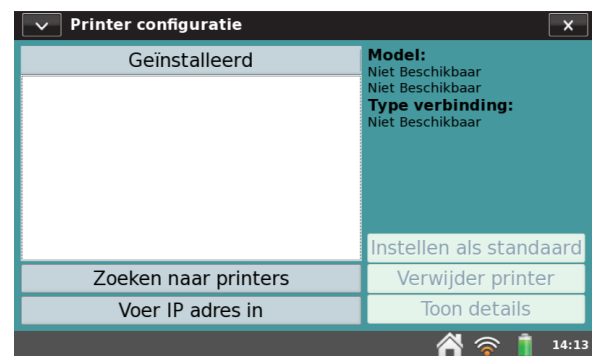 Printer configuratie
Geïnstalleerd
Model:
Niet Beschikbaar
Niet Beschikbaar
Type verbinding:
Niet Beschikbaar
Instellen als standaard
Zoeken naar printers
Verwijder printer
Voer IP adres in
Toon details
14:13